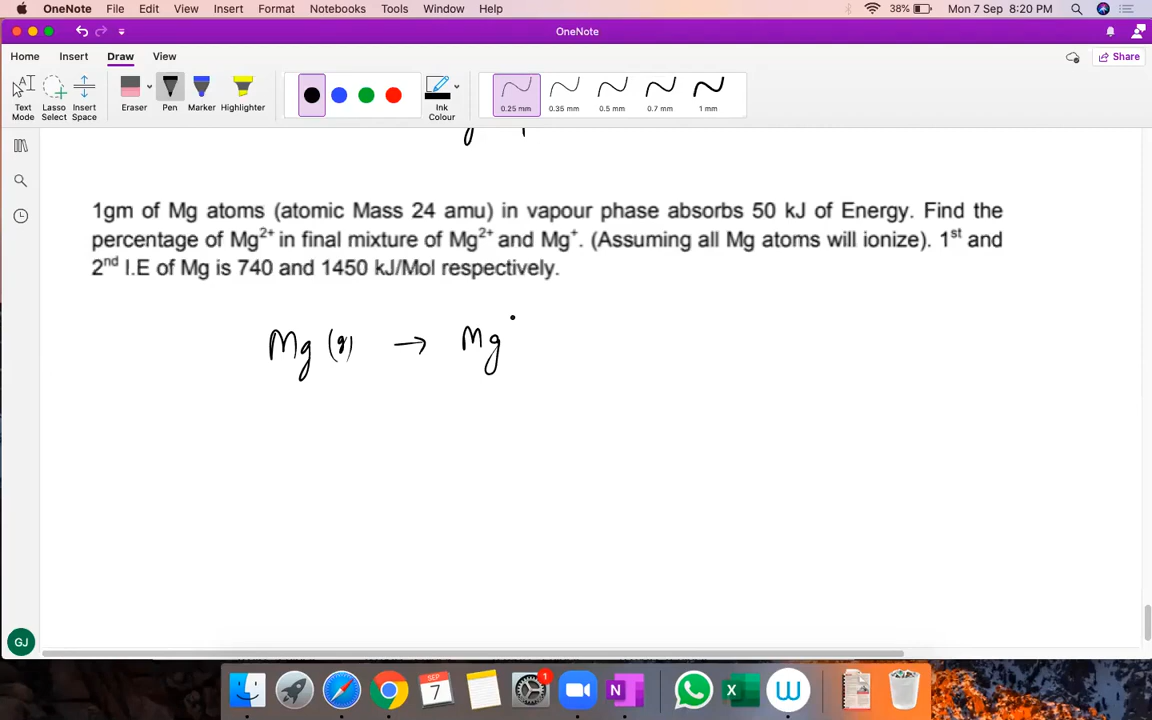 OneNote File Edit View Insert Format Notebooks Tools Window Help 38% Mon 7 Sep 8:20 PM
OneNote
Home Insert Draw View Share
Text Mode Lasso Select Insert Space Eraser Pen Marker Highlighter Ink Colour 0.25 mm 0.35 mm 0.5 mm 0.7 mm 1 mm
1gm of Mg atoms (atomic Mass 24 amu) in vapour phase absorbs 50 kJ of Energy. Find the
percentage of Mg²⁺ in final mixture of Mg²⁺ and Mg⁺. (Assuming all Mg atoms will ionize). 1ˢᵗ and
2ⁿᵈ I.E of Mg is 740 and 1450 kJ/Mol respectively.
Mg (g) → Mg
GJ
SEP 7 1 N X W